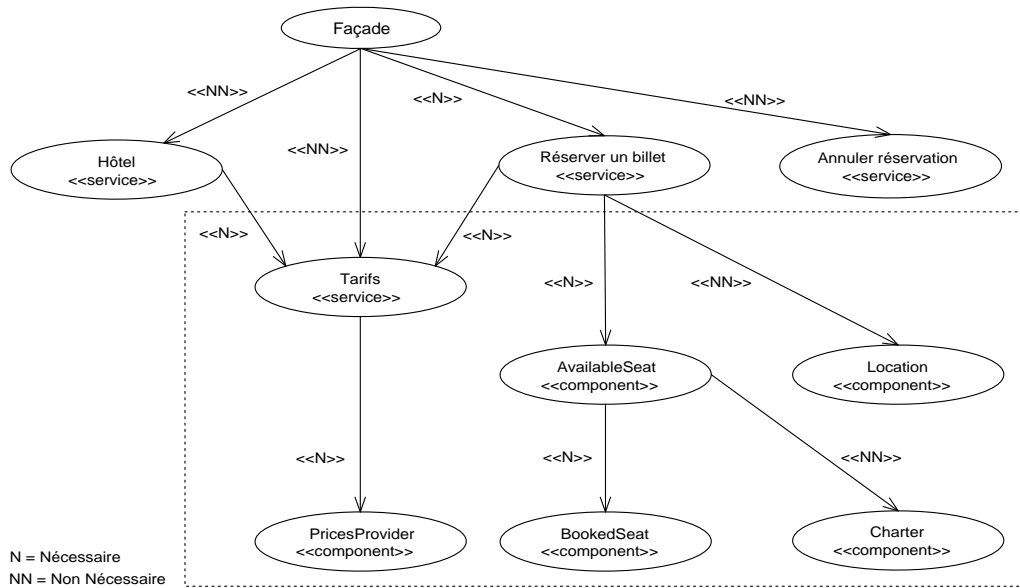 Façade
<<NN>>
<<NN>>
<<N>>
<<NN>>
Hôtel
<<service>>
Réserver un billet
<<service>>
Annuler réservation
<<service>>
<<N>>
<<N>>
Tarifs
<<service>>
<<N>>
<<NN>>
AvailableSeat
<<component>>
Location
<<component>>
<<N>>
<<N>>
<<NN>>
PricesProvider
<<component>>
BookedSeat
<<component>>
Charter
<<component>>
N = Nécessaire
NN = Non Nécessaire